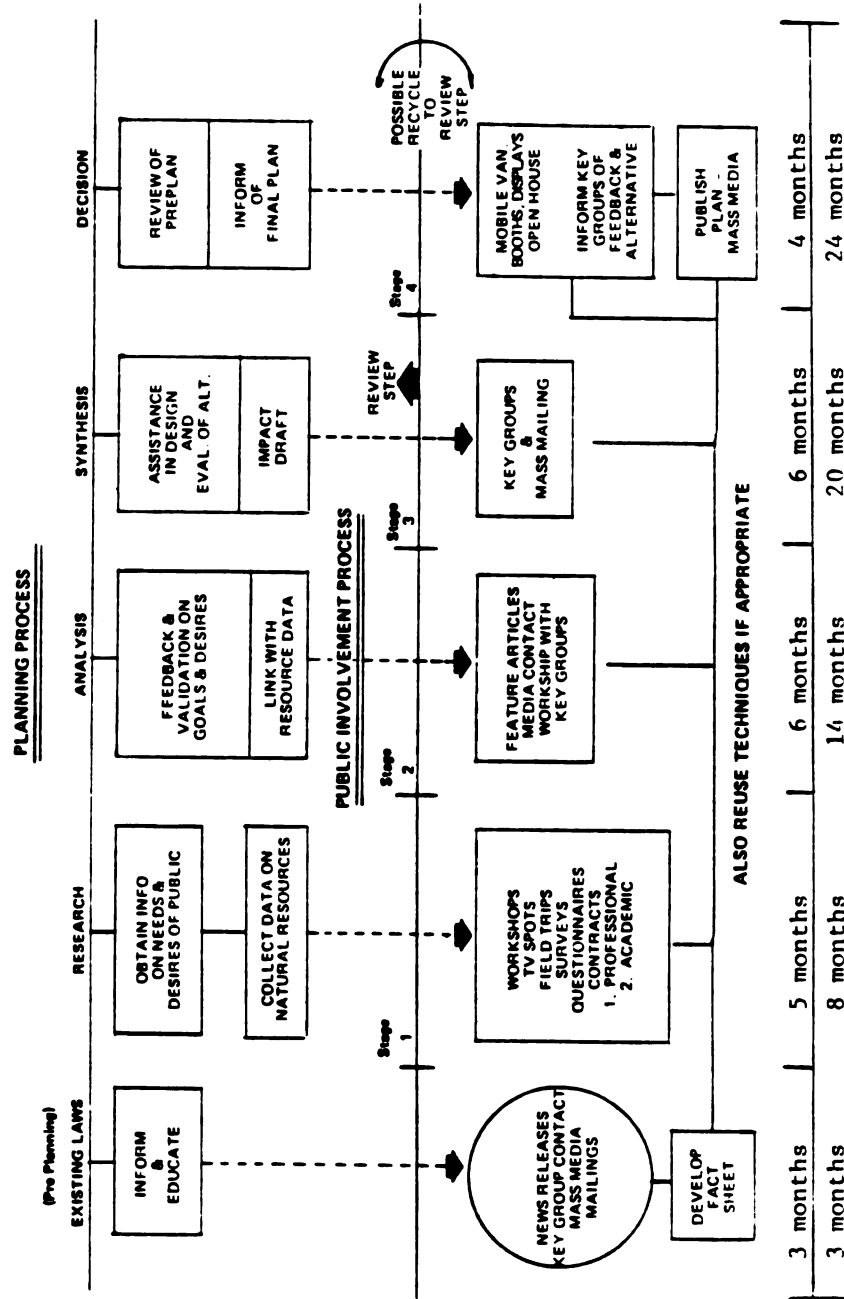 PLANNING PROCESS
(Pre Planning)
EXISTING LAWS
RESEARCH
ANALYSIS
SYNTHESIS
DECISION
INFORM
&
EDUCATE
OBTAIN INFO
ON NEEDS &
DESIRES OF PUBLIC
COLLECT DATA ON
NATURAL RESOURCES
FEEDBACK &
VALIDATION ON
GOALS & DESIRES
LINK WITH
RESOURCE DATA
ASSISTANCE
IN DESIGN
AND
EVAL. OF ALT.
IMPACT
DRAFT
REVIEW OF
PREPLAN
INFORM
OF
FINAL PLAN
PUBLIC INVOLVEMENT PROCESS
Stage
1
Stage
2
Stage
3
REVIEW
STEP
Stage
4
POSSIBLE
RECYCLE
TO
REVIEW
STEP
NEWS RELEASES
KEY GROUP CONTACT
MASS MEDIA
MAILINGS
DEVELOP
FACT
SHEET
WORKSHOPS
TV SPOTS
FIELD TRIPS
SURVEYS
QUESTIONNAIRES
CONTRACTS
1. PROFESSIONAL
2. ACADEMIC
FEATURE ARTICLES
MEDIA CONTACT
WORKSHIP WITH
KEY GROUPS
KEY GROUPS
&
MASS MAILING
MOBILE VAN
BOOTHS, DISPLAYS
OPEN HOUSE
INFORM KEY
GROUPS OF
FEEDBACK &
ALTERNATIVE
PUBLISH
PLAN -
MASS MEDIA
ALSO REUSE TECHNIQUES IF APPROPRIATE
3 months
5 months
6 months
6 months
4 months
3 months
8 months
14 months
20 months
24 months